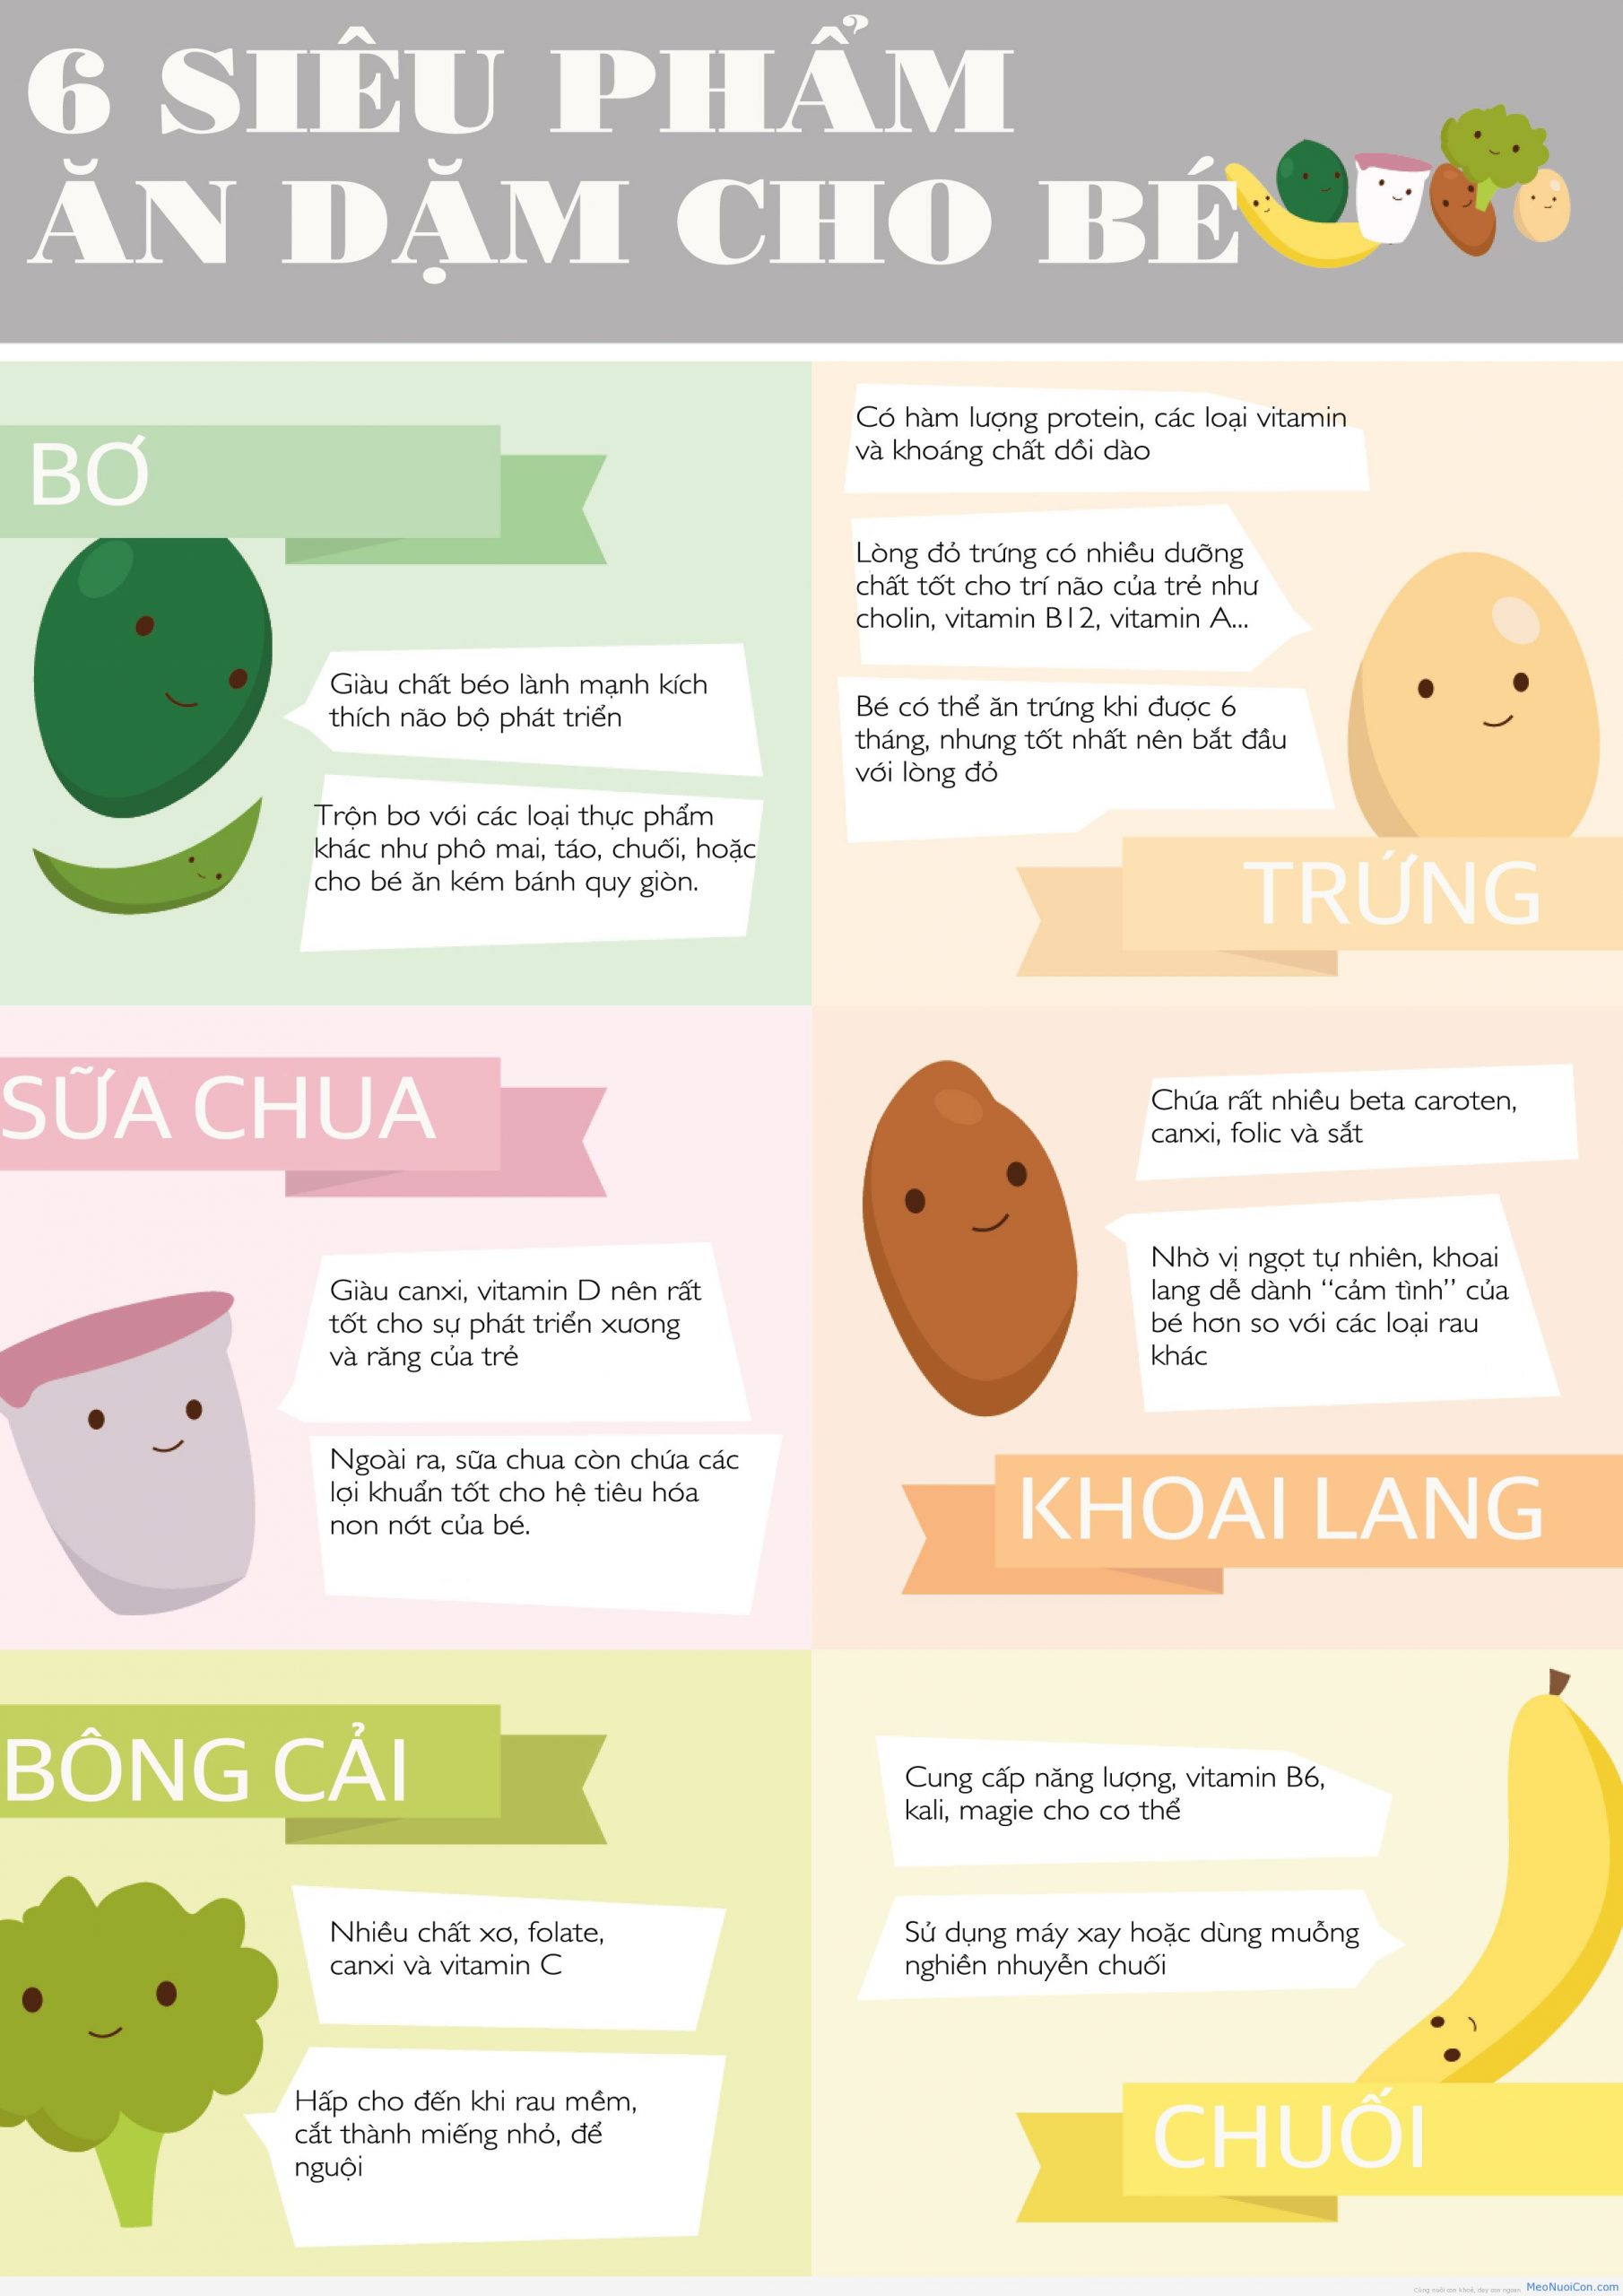 6 SIÊU PHẨM
ĂN DẶM CHO BÉ
BỚ
Giàu chất béo lành mạnh kích
thích não bộ phát triển
Trộn bơ với các loại thực phẩm
khác như phô mai, táo, chuối, hoặc
cho bé ăn kém bánh quy giòn.
Có hàm lượng protein, các loại vitamin
và khoáng chất dồi dào
Lòng đỏ trứng có nhiều dưỡng
chất tốt cho trí não của trẻ như
cholin, vitamin B12, vitamin A...
Bé có thể ăn trứng khi được 6
tháng, nhưng tốt nhất nên bắt đầu
với lòng đỏ
TRỨNG
SỮA CHUA
Giàu canxi, vitamin D nên rất
tốt cho sự phát triển xương
và răng của trẻ
Ngoài ra, sữa chua còn chứa các
lợi khuẩn tốt cho hệ tiêu hóa
non nớt của bé.
Chứa rất nhiều beta caroten,
canxi, folic và sắt
Nhờ vị ngọt tự nhiên, khoai
lang dễ dành “cảm tình” của
bé hơn so với các loại rau
khác
KHOAI LANG
BÔNG CẢI
Nhiều chất xơ, folate,
canxi và vitamin C
Hấp cho đến khi rau mềm,
cắt thành miếng nhỏ, để
nguội
Cung cấp năng lượng, vitamin B6,
kali, magie cho cơ thể
Sử dụng máy xay hoặc dùng muỗng
nghiền nhuyễn chuối
CHUỐI
MeoNuoiCon.com